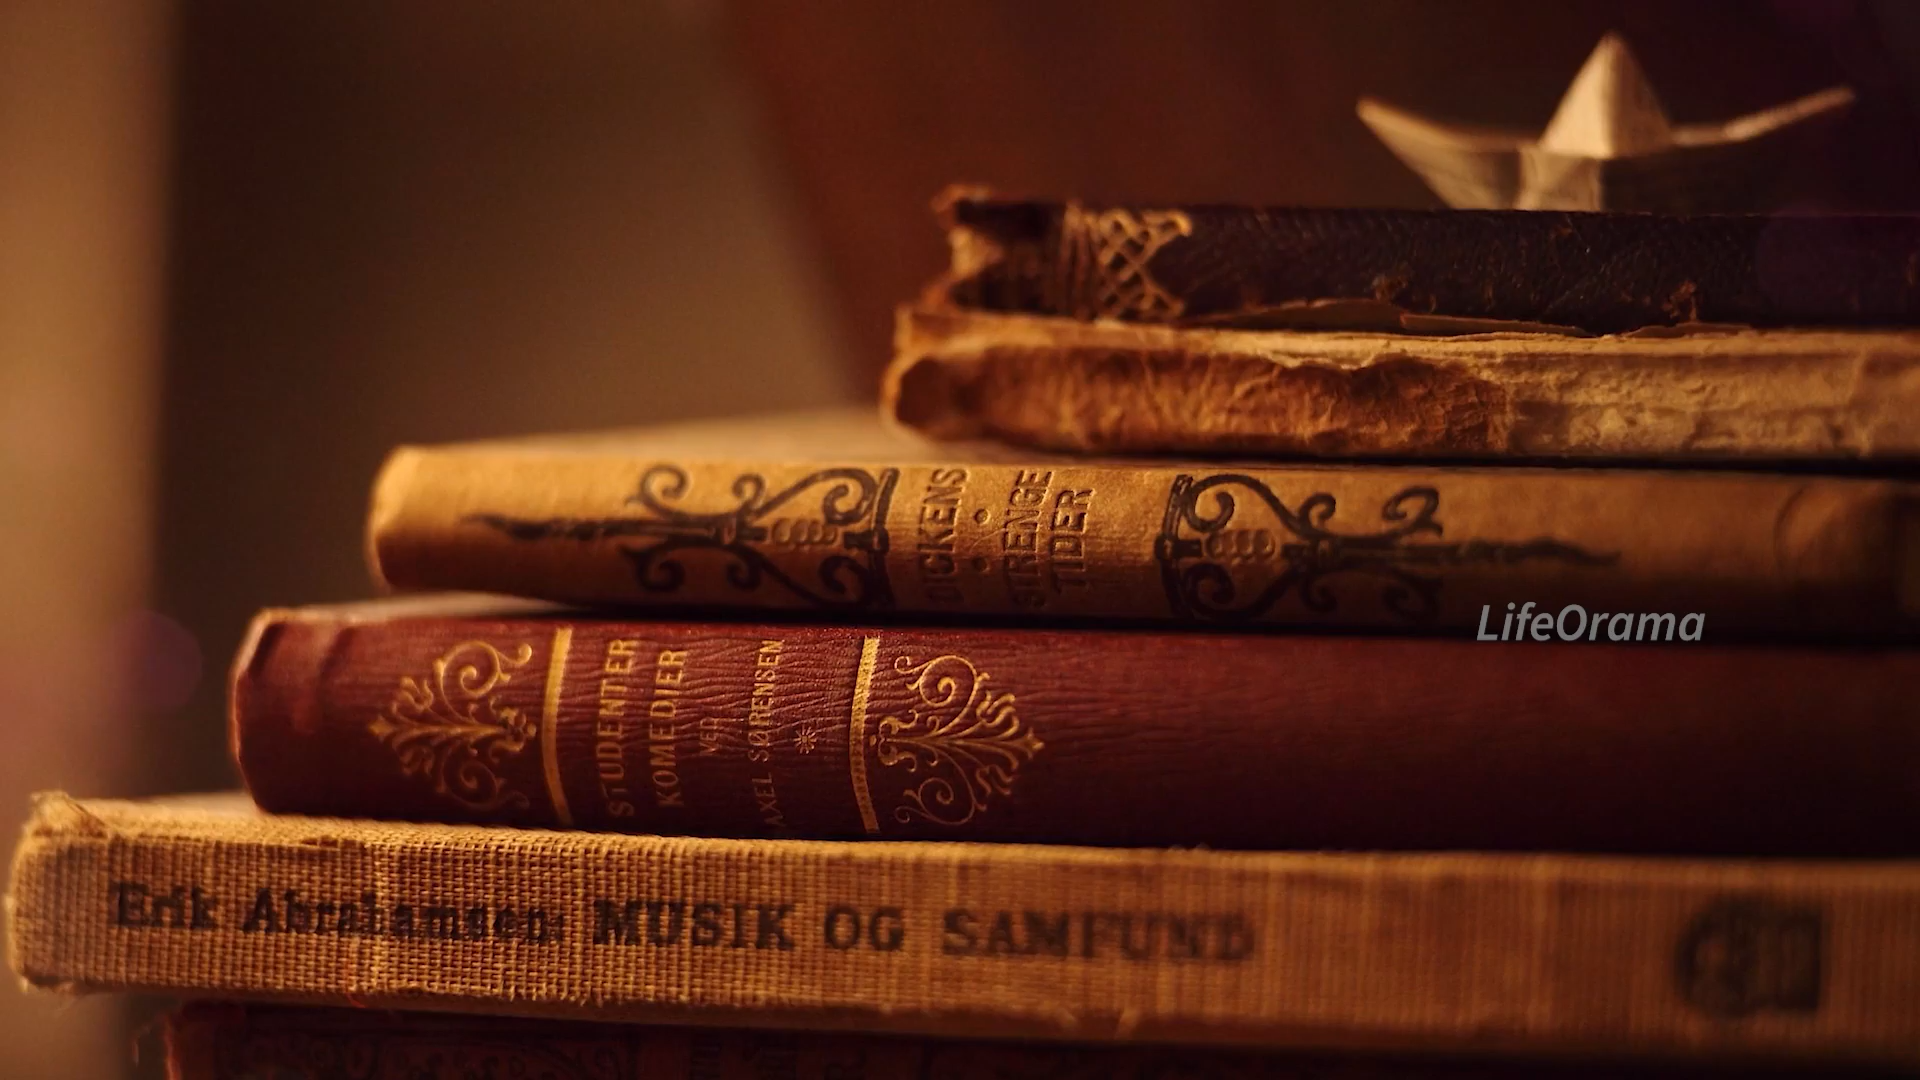 DICKENS
STRENGE
TIDER
LifeOrama
STUDENTER
KOMEDIER
VED
AXEL SØRENSEN
Erik Abrahamsen: MUSIK OG SAMFUND